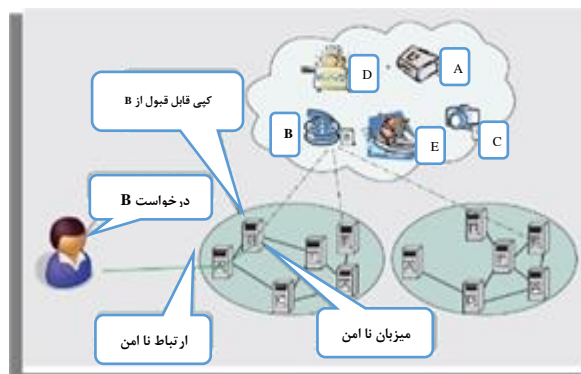 D
A
کپی قابل قبول از B
B
E
C
درخواست B
ارتباط نا امن
میزبان نا امن